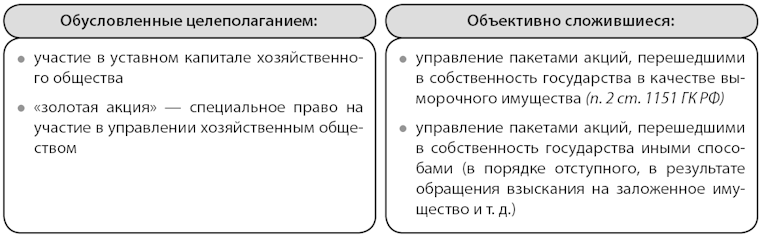 Обусловленные целеполаганием:
• участие в уставном капитале хозяйственно-
го общества
• «золотая акция» — специальное право на
участие в управлении хозяйственным обще-
ством
Объективно сложившиеся:
• управление пакетами акций, перешедшими
в собственность государства в качестве вы-
морочного имущества (п. 2 ст. 1151 ГК РФ)
• управление пакетами акций, перешедшими
в собственность государства иными спосо-
бами (в порядке отступного, в результате
обращения взыскания на заложенное иму-
щество и т. д.)